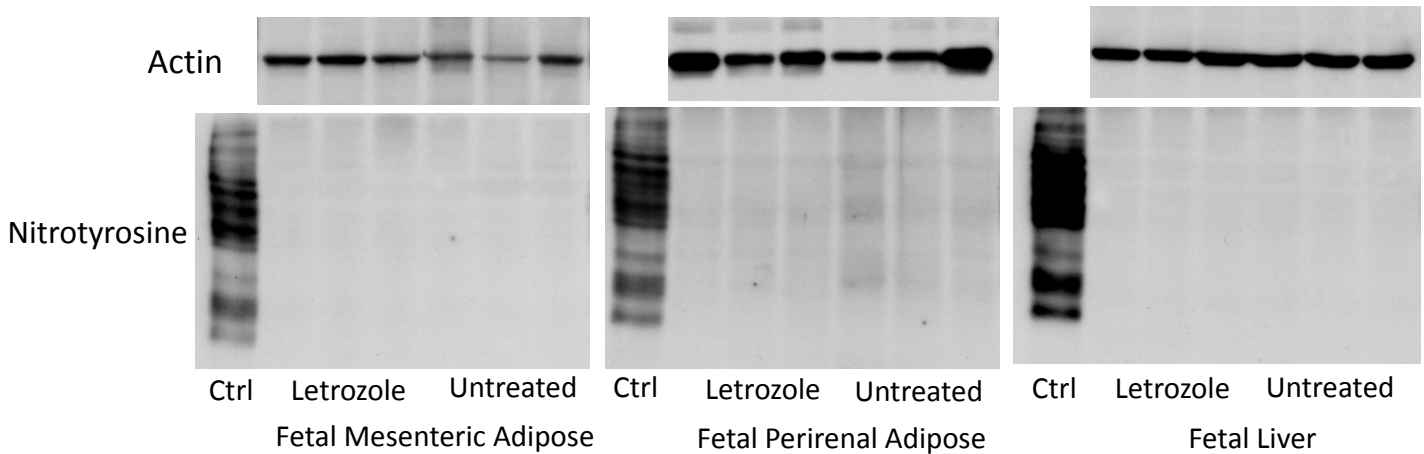 Actin
Nitrotyrosine
Ctrl Letrozole Untreated
Fetal Mesenteric Adipose
Ctrl Letrozole Untreated
Fetal Perirenal Adipose
Ctrl Letrozole Untreated
Fetal Liver